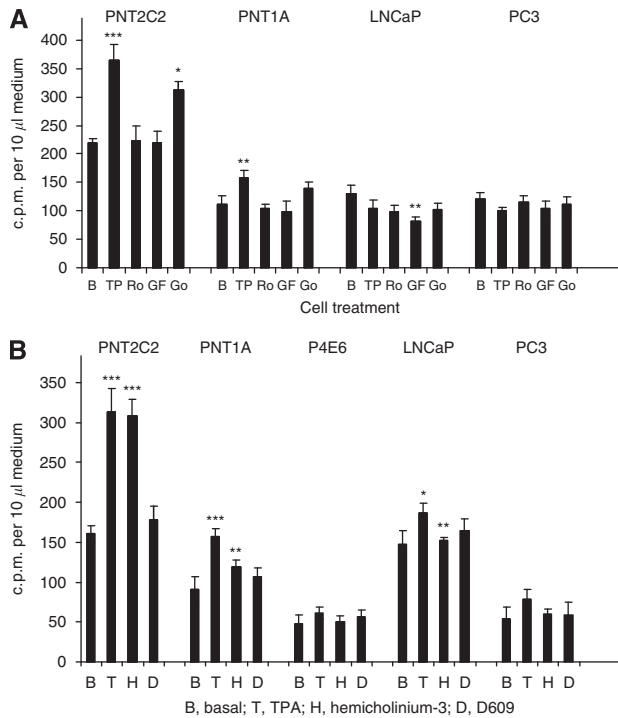 A
PNT2C2 PNT1A LNCaP PC3
c.p.m. per 10 μl medium
400
350
300
250
200
150
100
50
0
*** * ** **
B TP Ro GF Go B TP Ro GF Go B TP Ro GF Go B TP Ro GF Go
Cell treatment
B
PNT2C2 PNT1A P4E6 LNCaP PC3
c.p.m. per 10 μl medium
350
300
250
200
150
100
50
0
*** *** *** ** * **
B T H D B T H D B T H D B T H D B T H D
B, basal; T, TPA; H, hemicholinium-3; D, D609